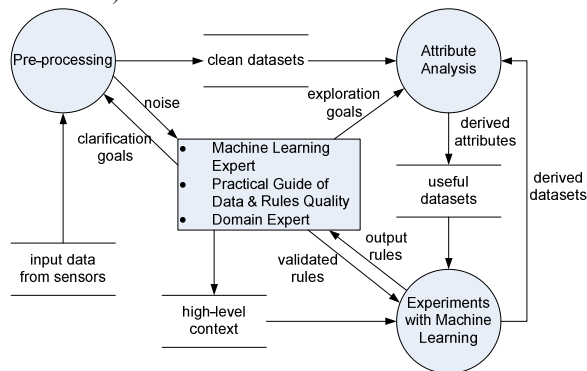 Pre-processing
clean datasets
Attribute
Analysis
noise
exploration
goals
clarification
goals
derived
attributes
• Machine Learning
Expert
• Practical Guide of
Data & Rules Quality
• Domain Expert
useful
datasets
derived
datasets
input data
from sensors
validated
rules
output
rules
high-level
context
Experiments
with Machine
Learning